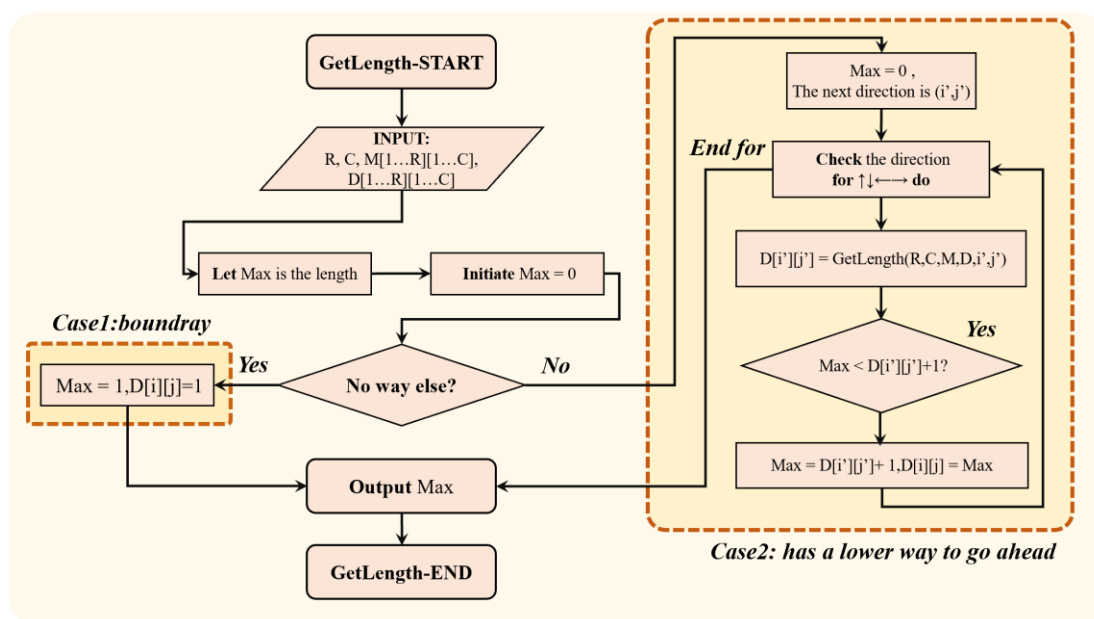 GetLength-START
INPUT:
R, C, M[1…R][1…C],
D[1…R][1…C]
Let Max is the length
Initiate Max = 0
Case1:boundray
Max = 1,D[i][j]=1
Yes
No way else?
No
Output Max
GetLength-END
Max = 0 ,
The next direction is (i’,j’)
End for
Check the direction
for ↑↓←→ do
D[i’][j’] = GetLength(R,C,M,D,i’,j’)
Yes
Max < D[i’][j’]+1?
Max = D[i’][j’]+ 1,D[i][j] = Max
Case2: has a lower way to go ahead